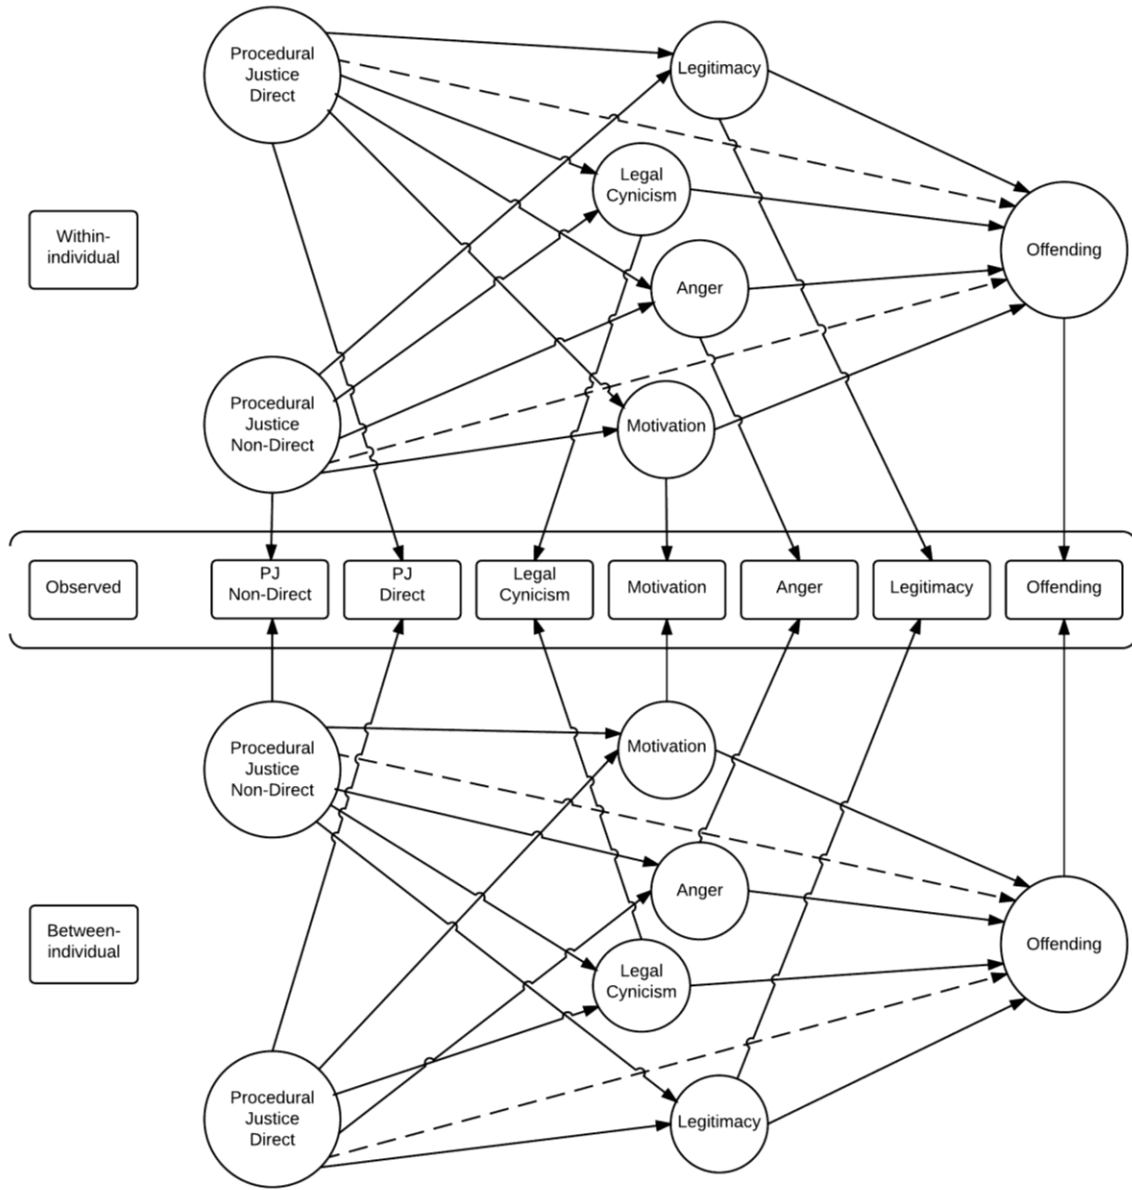 Procedural
Justice
Direct
Legitimacy
Legal
Cynicism
Within-
individual
Offending
Anger
Procedural
Justice
Non-Direct
Motivation
Observed
PJ
Non-Direct
PJ
Direct
Legal
Cynicism
Motivation
Anger
Legitimacy
Offending
Procedural
Justice
Non-Direct
Motivation
Anger
Between-
individual
Offending
Legal
Cynicism
Procedural
Justice
Direct
Legitimacy